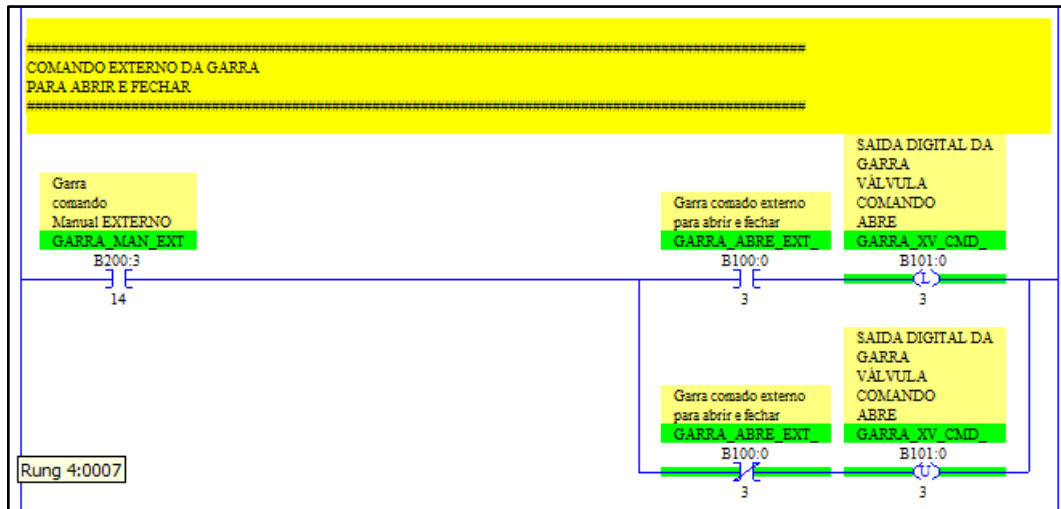 COMANDO EXTERNO DA GARRA
PARA ABRIR E FECHAR
Garra
comando
Manual EXTERNO
GARRA_MAN_EXT
B200:3
14
Garra comado externo
para abrir e fechar
GARRA_ABRE_EXT_
B100:0
3
SAIDA DIGITAL DA
GARRA
VÁLVULA
COMANDO
ABRE
GARRA_XV_CMD_
B101:0
L
3
Garra comado externo
para abrir e fechar
GARRA_ABRE_EXT_
B100:0
3
SAIDA DIGITAL DA
GARRA
VÁLVULA
COMANDO
ABRE
GARRA_XV_CMD_
B101:0
U
3
Rung 4:0007